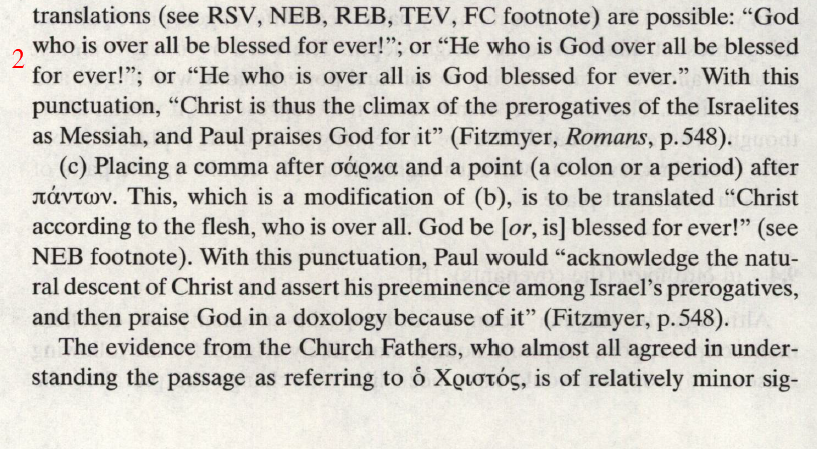 translations (see RSV, NEB, REB, TEV, FC footnote) are possible: “God
2 who is over all be blessed for ever!”; or “He who is God over all be blessed
for ever!”; or “He who is over all is God blessed for ever.” With this
punctuation, “Christ is thus the climax of the prerogatives of the Israelites
as Messiah, and Paul praises God for it” (Fitzmyer, Romans, p. 548).
(c) Placing a comma after σάρκα and a point (a colon or a period) after
πάντων. This, which is a modification of (b), is to be translated “Christ
according to the flesh, who is over all. God be [or, is] blessed for ever!” (see
NEB footnote). With this punctuation, Paul would “acknowledge the natu-
ral descent of Christ and assert his preeminence among Israel’s prerogatives,
and then praise God in a doxology because of it” (Fitzmyer, p. 548).
The evidence from the Church Fathers, who almost all agreed in under-
standing the passage as referring to ὁ Χριστός, is of relatively minor sig-